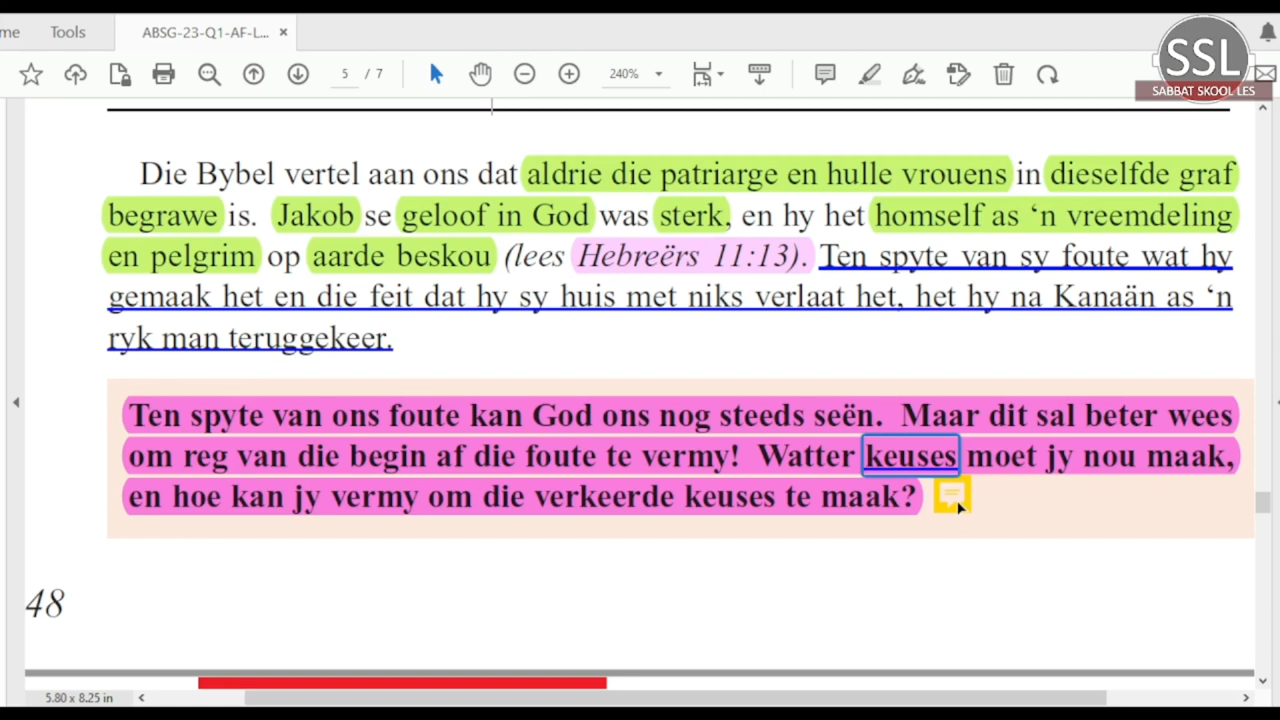 me
Tools
ABSG-23-Q1-AF-L...
5 / 7
240%
SSL
SABBAT SKOOL LES
Die Bybel vertel aan ons dat aldrie die patriarge en hulle vrouens in dieselfde graf
begrawe is. Jakob se geloof in God was sterk, en hy het homself as ‘n vreemdeling
en pelgrim op aarde beskou (lees Hebreërs 11:13). Ten spyte van sy foute wat hy
gemaak het en die feit dat hy sy huis met niks verlaat het, het hy na Kanaän as ‘n
ryk man teruggekeer.
Ten spyte van ons foute kan God ons nog steeds seën. Maar dit sal beter wees
om reg van die begin af die foute te vermy! Watter keuses moet jy nou maak,
en hoe kan jy vermy om die verkeerde keuses te maak?
48
5.80 x 8.25 in